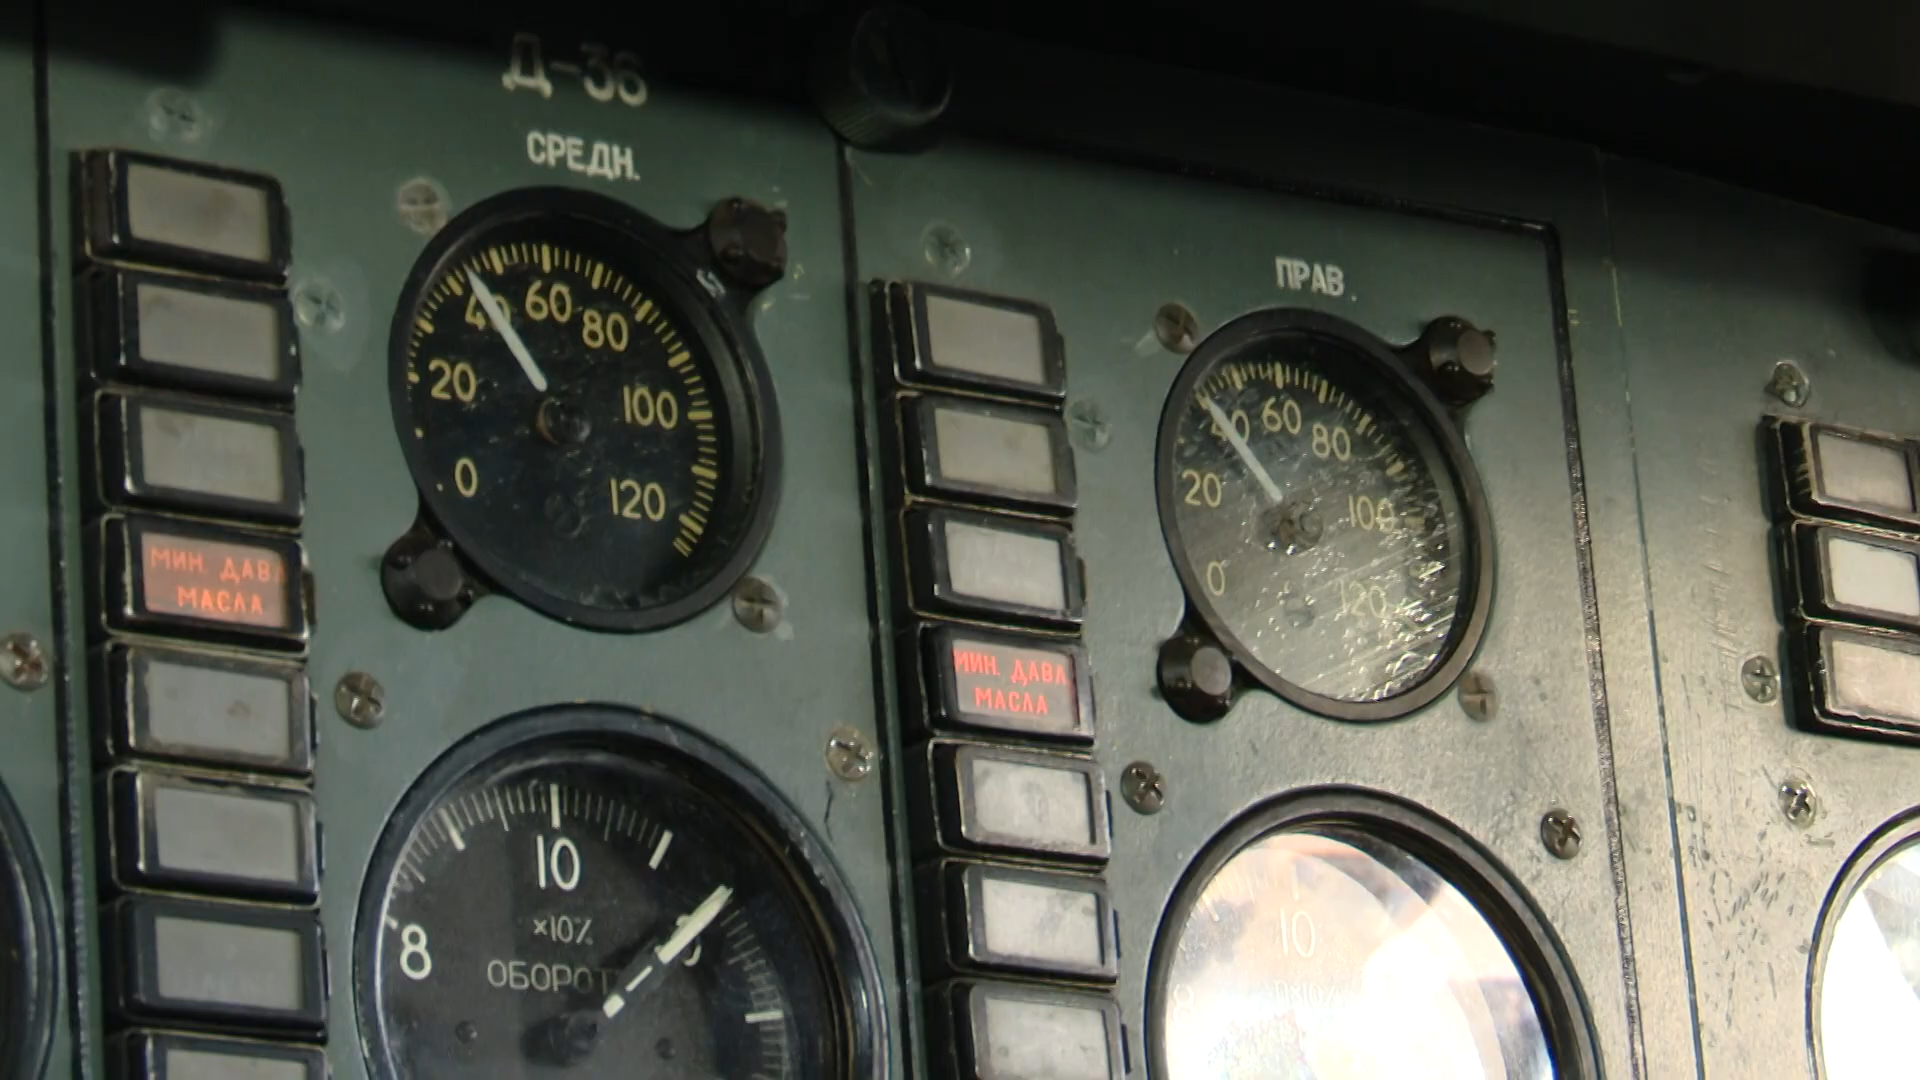 Д-36
СРЕДН.
60
40
80
20
100
0
120
МИН. ДАВЛ
МАСЛА
10
×10%
8
ОБОРОТ
ПРАВ.
60
40
80
20
100
0
120
МИН. ДАВЛ
МАСЛА
10